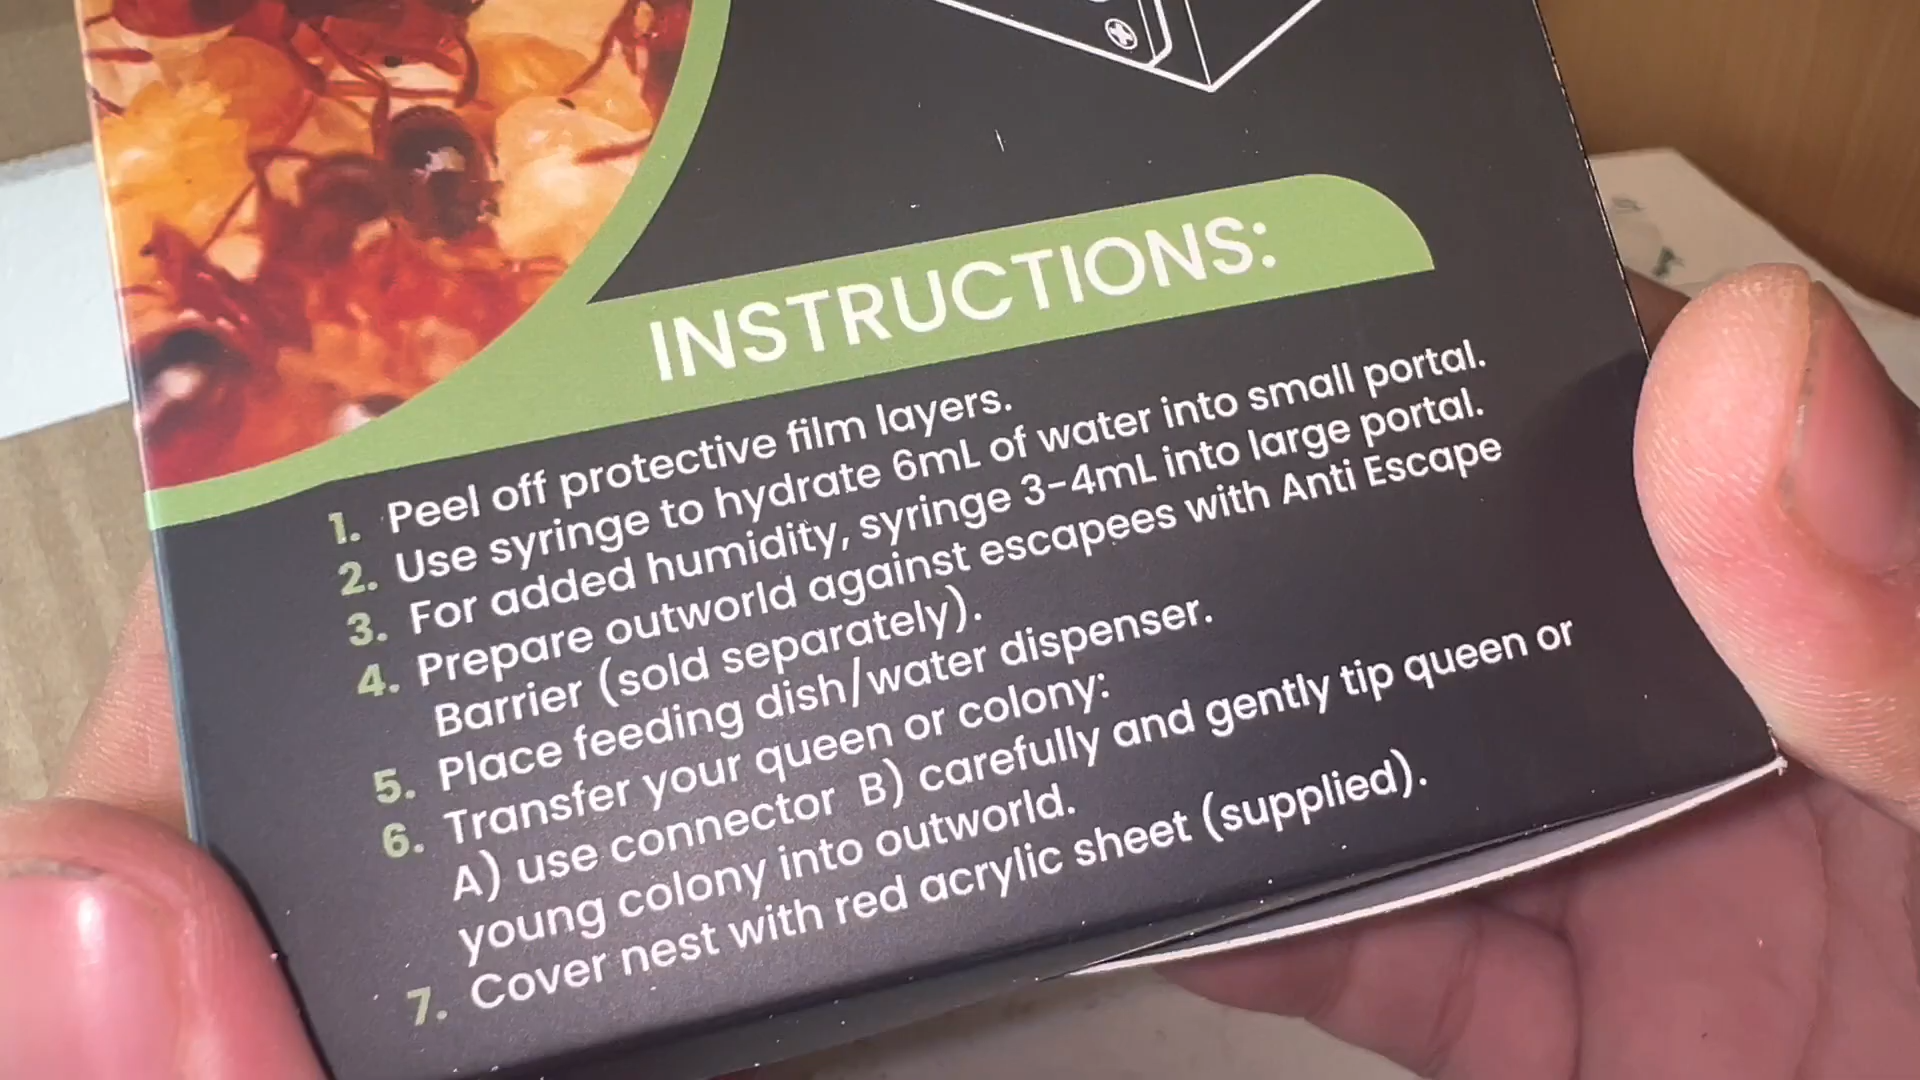 INSTRUCTIONS:
1. Peel off protective film layers.
2. Use syringe to hydrate 6mL of water into small portal.
3. For added humidity, syringe 3-4mL into large portal.
4. Prepare outworld against escapees with Anti Escape
Barrier (sold separately).
5. Place feeding dish/water dispenser.
6. Transfer your queen or colony:
A) use connector B) carefully and gently tip queen or
young colony into outworld.
7. Cover nest with red acrylic sheet (supplied).